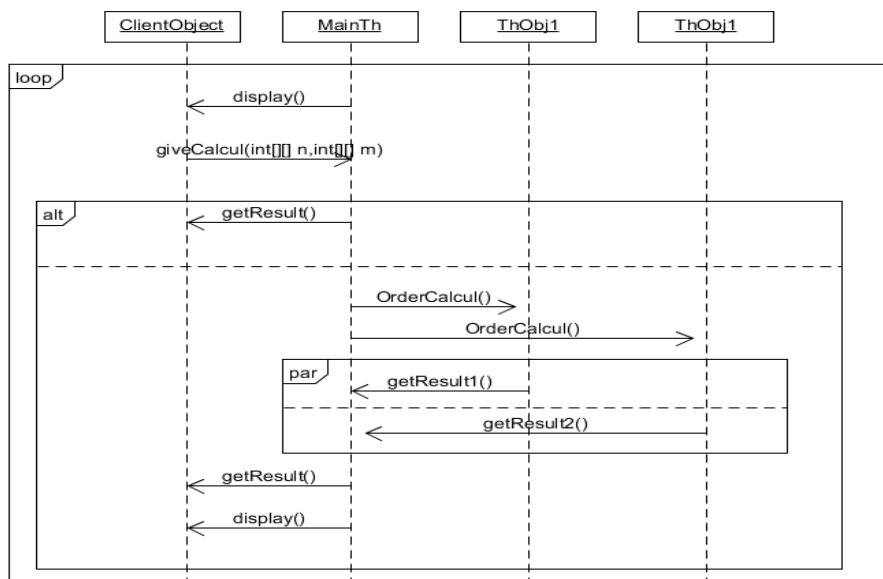 ClientObject MainTh ThObj1 ThObj1
loop
display()
giveCalcul(int[][] n,int[][] m)
alt
getResult()
OrderCalcul()
OrderCalcul()
par
getResult1()
getResult2()
getResult()
display()